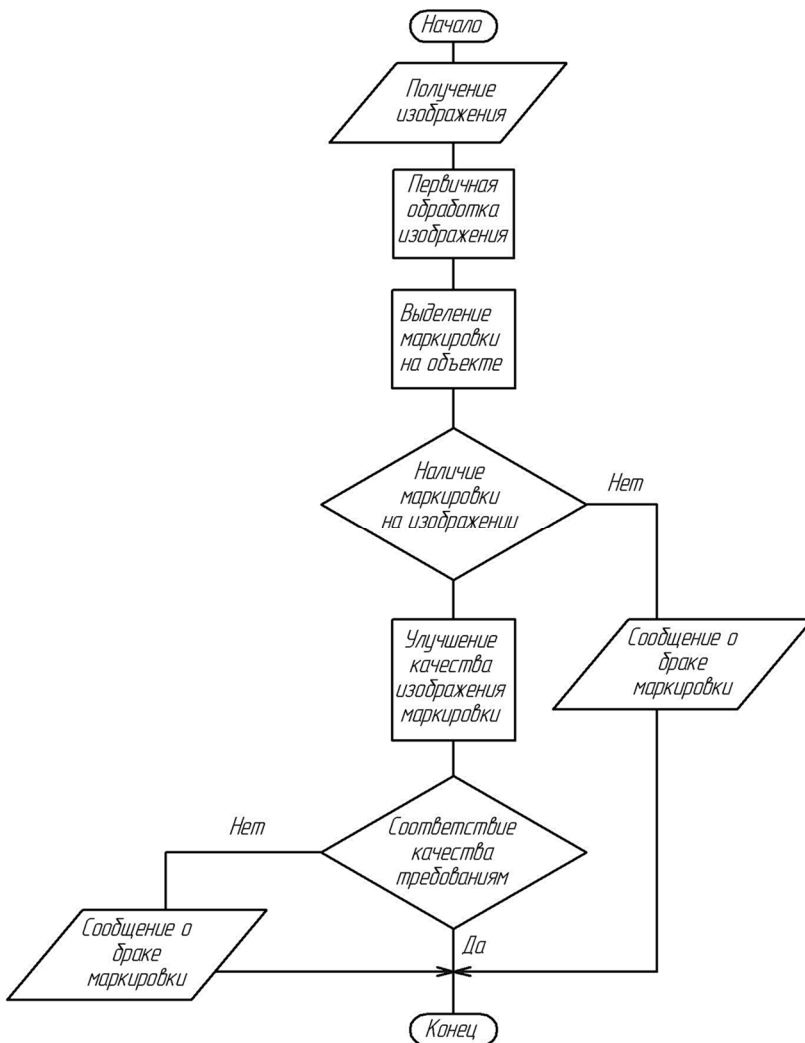 Начало
Получение
изображения
Первичная
обработка
изображения
Выделение
маркировки
на объекте
Наличие
маркировки
на изображении
Нет
Улучшение
качества
изображения
маркировки
Сообщение о
браке
маркировки
Нет
Соответствие
качества
требованиям
Сообщение о
браке
маркировки
Да
Конец